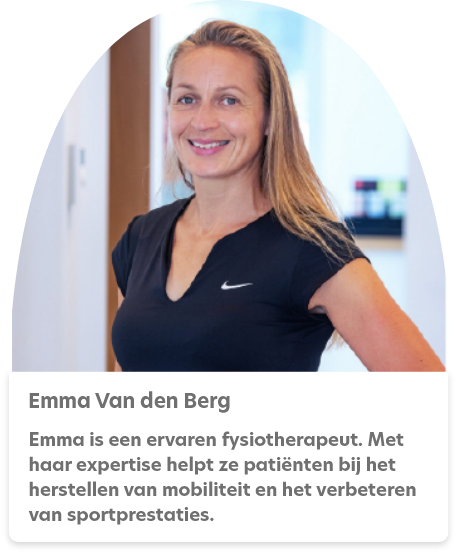 Emma Van den Berg
Emma is een ervaren fysiotherapeut. Met
haar expertise helpt ze patiënten bij het
herstellen van mobiliteit en het verbeteren
van sportprestaties.